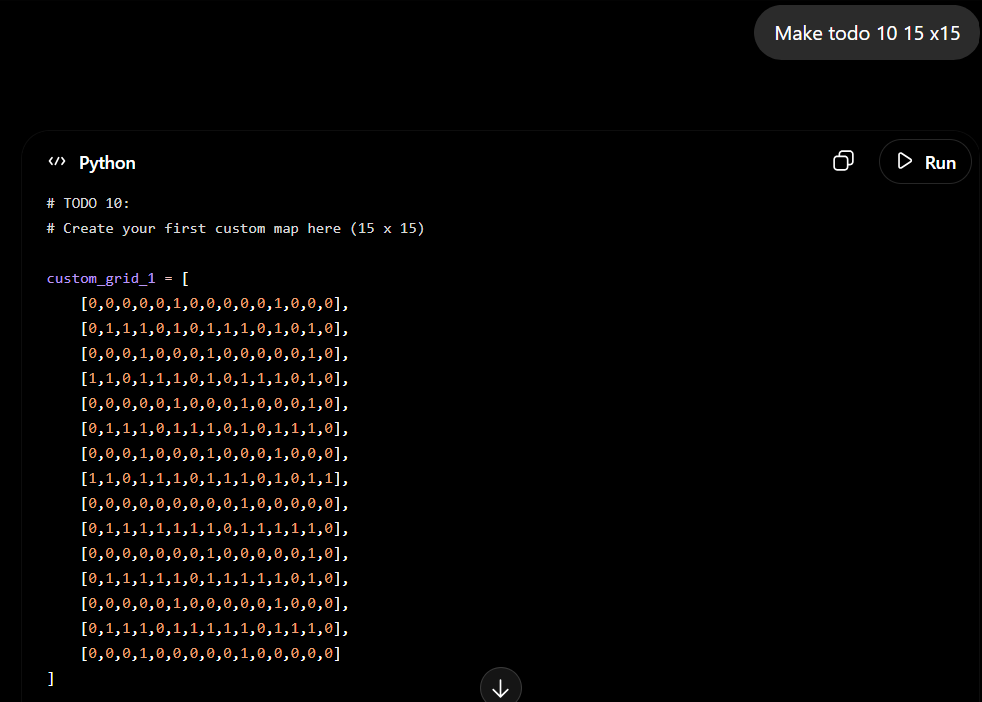 Make todo 10 15 x15
Python
Run
# TODO 10:
# Create your first custom map here (15 x 15)
custom_grid_1 = [
[0,0,0,0,0,1,0,0,0,0,0,1,0,0,0],
[0,1,1,1,0,1,0,1,1,1,0,1,0,1,0],
[0,0,0,1,0,0,0,1,0,0,0,0,0,1,0],
[1,1,0,1,1,1,0,1,0,1,1,1,0,1,0],
[0,0,0,0,0,1,0,0,0,1,0,0,0,1,0],
[0,1,1,1,0,1,1,1,0,1,0,1,1,1,0],
[0,0,0,1,0,0,0,1,0,0,0,1,0,0,0],
[1,1,0,1,1,1,0,1,1,1,0,1,0,1,1],
[0,0,0,0,0,0,0,0,0,1,0,0,0,0,0],
[0,1,1,1,1,1,1,1,0,1,1,1,1,1,0],
[0,0,0,0,0,0,0,1,0,0,0,0,0,1,0],
[0,1,1,1,1,1,0,1,1,1,1,1,0,1,0],
[0,0,0,0,0,1,0,0,0,0,0,1,0,0,0],
[0,1,1,1,0,1,1,1,1,1,0,1,1,1,0],
[0,0,0,1,0,0,0,0,0,1,0,0,0,0,0]
]